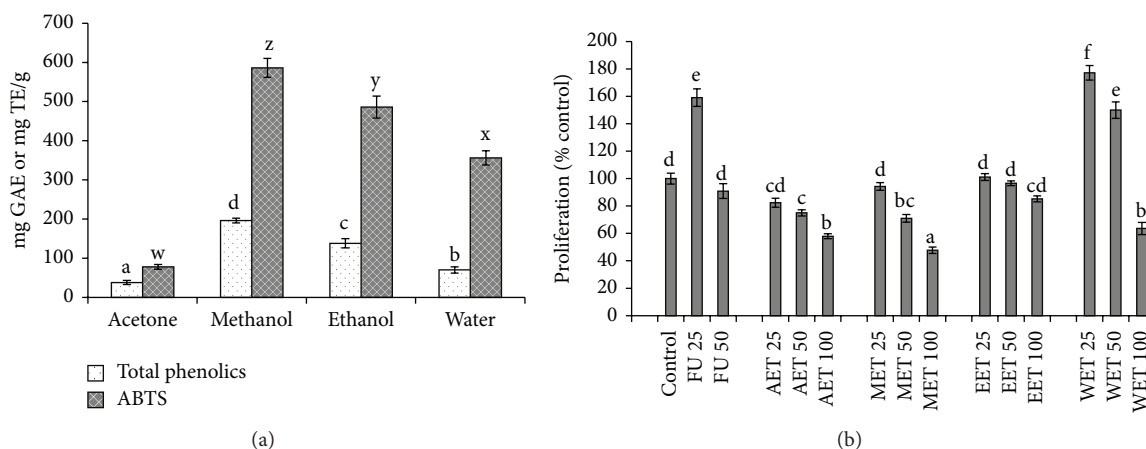 mg GAE or mg TE/g
700
600
500
400
300
200
100
0
a
w
d
z
c
y
b
x
Acetone
Methanol
Ethanol
Water
Total phenolics
ABTS
(a)
Proliferation (% control)
200
180
160
140
120
100
80
60
40
20
0
d
e
d
cd
c
b
d
bc
a
d
d
cd
f
e
b
Control
FU 25
FU 50
AET 25
AET 50
AET 100
MET 25
MET 50
MET 100
EET 25
EET 50
EET 100
WET 25
WET 50
WET 100
(b)